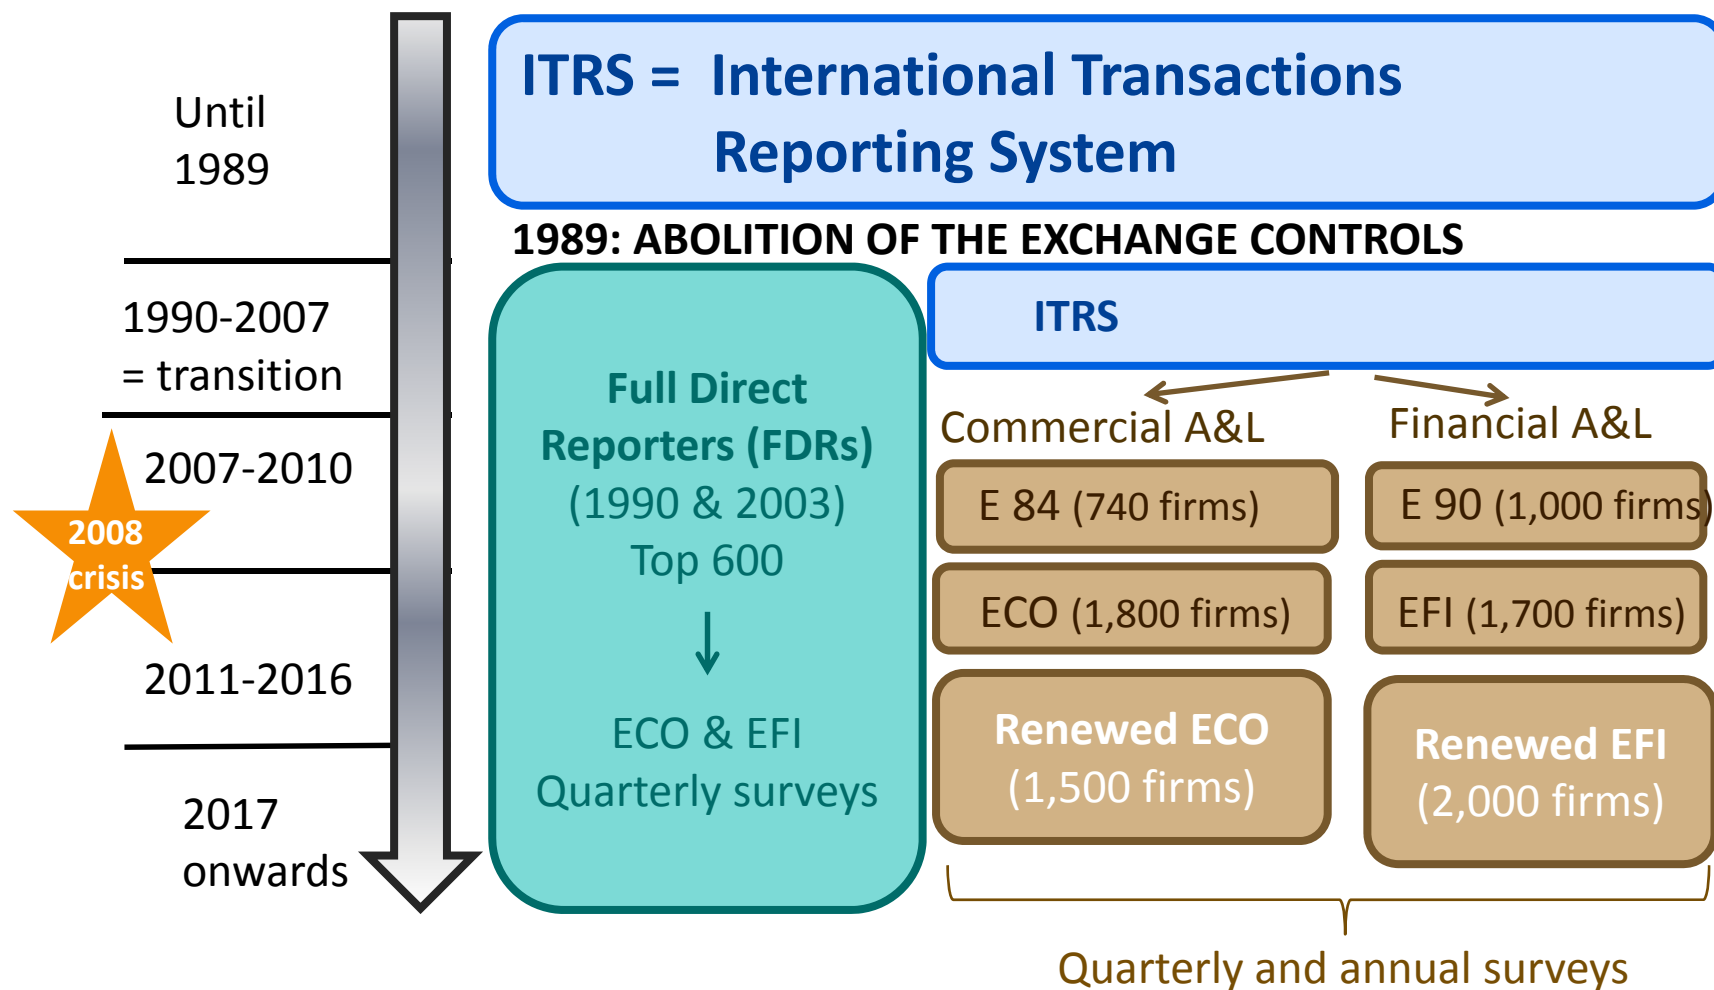 ITRS = International Transactions
Reporting System
Until
1989
1989: ABOLITION OF THE EXCHANGE CONTROLS
1990-2007
= transition
ITRS
Full Direct
Reporters (FDRs)
(1990 & 2003)
Top 600
ECO & EFI
Quarterly surveys
Commercial A&L
Financial A&L
2007-2010
E 84 (740 firms)
E 90 (1,000 firms)
2008
crisis
ECO (1,800 firms)
EFI (1,700 firms)
2011-2016
Renewed ECO
(1,500 firms)
Renewed EFI
(2,000 firms)
2017
onwards
Quarterly and annual surveys